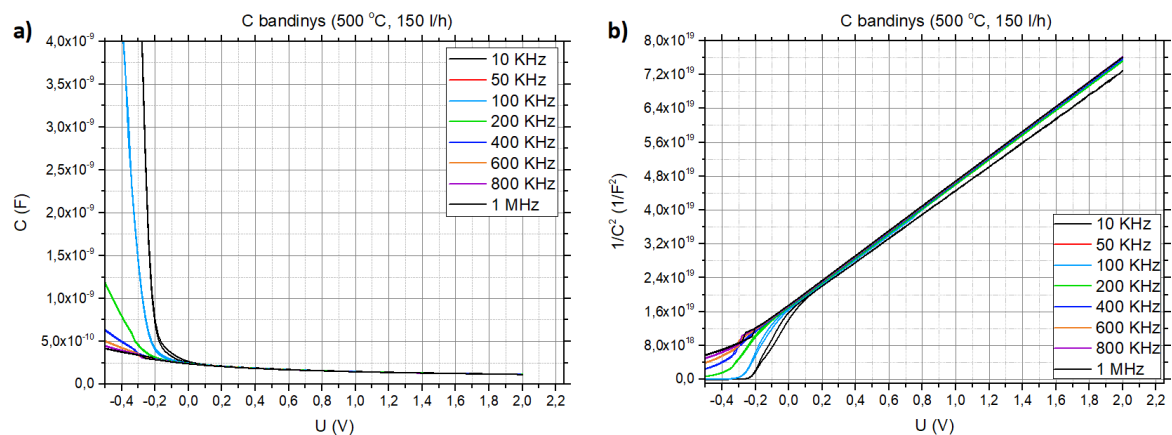 a)
C bandinys (500 °C, 150 l/h)
4,0x10⁻⁹
3,5x10⁻⁹
3,0x10⁻⁹
2,5x10⁻⁹
2,0x10⁻⁹
1,5x10⁻⁹
1,0x10⁻⁹
5,0x10⁻¹⁰
0,0
C (F)
-0,4 -0,2 0,0 0,2 0,4 0,6 0,8 1,0 1,2 1,4 1,6 1,8 2,0 2,2
U (V)
10 KHz
50 KHz
100 KHz
200 KHz
400 KHz
600 KHz
800 KHz
1 MHz
b)
C bandinys (500 °C, 150 l/h)
8,0x10¹⁹
7,2x10¹⁹
6,4x10¹⁹
5,6x10¹⁹
4,8x10¹⁹
4,0x10¹⁹
3,2x10¹⁹
2,4x10¹⁹
1,6x10¹⁹
8,0x10¹⁸
0,0
1/C² (1/F²)
-0,4 -0,2 0,0 0,2 0,4 0,6 0,8 1,0 1,2 1,4 1,6 1,8 2,0 2,2
U (V)
10 KHz
50 KHz
100 KHz
200 KHz
400 KHz
600 KHz
800 KHz
1 MHz